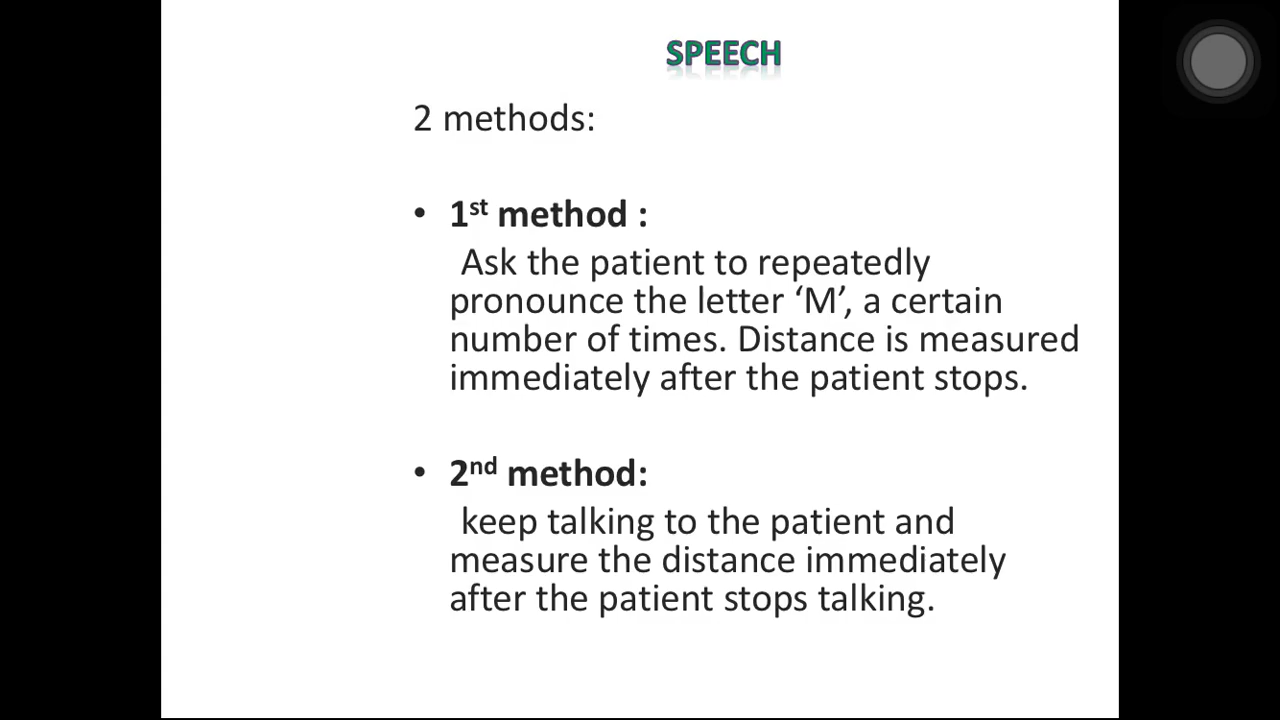 SPEECH
2 methods:
• 1st method :
Ask the patient to repeatedly
pronounce the letter ‘M’, a certain
number of times. Distance is measured
immediately after the patient stops.
• 2nd method:
keep talking to the patient and
measure the distance immediately
after the patient stops talking.